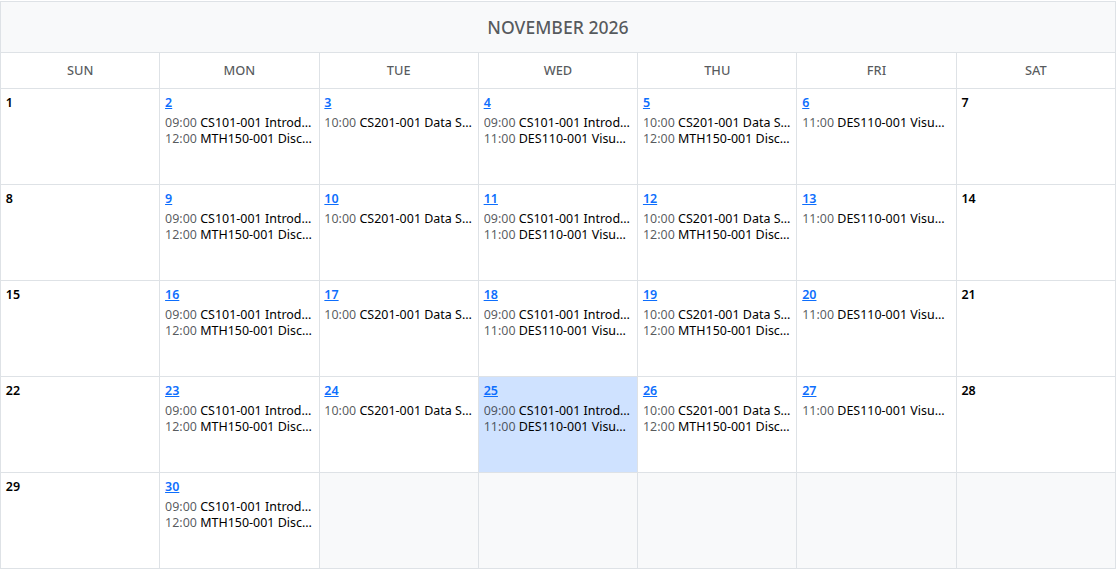 NOVEMBER 2026
SUN MON TUE WED THU FRI SAT
1 2 3 4 5 6 7
09:00 CS101-001 Introd... 10:00 CS201-001 Data S... 09:00 CS101-001 Introd... 10:00 CS201-001 Data S... 11:00 DES110-001 Visu...
12:00 MTH150-001 Disc... 11:00 DES110-001 Visu... 12:00 MTH150-001 Disc...
8 9 10 11 12 13 14
09:00 CS101-001 Introd... 10:00 CS201-001 Data S... 09:00 CS101-001 Introd... 10:00 CS201-001 Data S... 11:00 DES110-001 Visu...
12:00 MTH150-001 Disc... 11:00 DES110-001 Visu... 12:00 MTH150-001 Disc...
15 16 17 18 19 20 21
09:00 CS101-001 Introd... 10:00 CS201-001 Data S... 09:00 CS101-001 Introd... 10:00 CS201-001 Data S... 11:00 DES110-001 Visu...
12:00 MTH150-001 Disc... 11:00 DES110-001 Visu... 12:00 MTH150-001 Disc...
22 23 24 25 26 27 28
09:00 CS101-001 Introd... 10:00 CS201-001 Data S... 09:00 CS101-001 Introd... 10:00 CS201-001 Data S... 11:00 DES110-001 Visu...
12:00 MTH150-001 Disc... 11:00 DES110-001 Visu... 12:00 MTH150-001 Disc...
29 30
09:00 CS101-001 Introd...
12:00 MTH150-001 Disc...